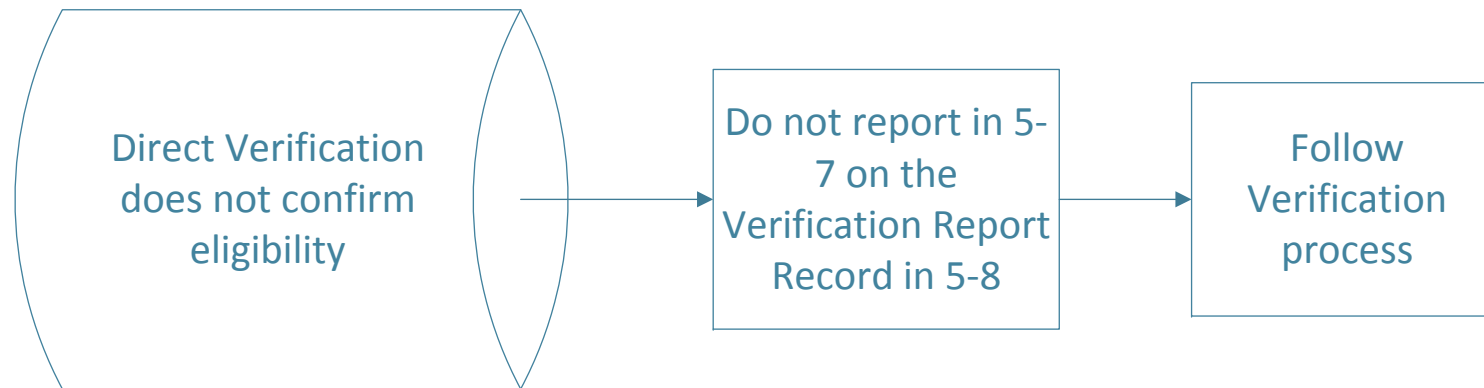 Direct Verification
does not confirm
eligibility
Do not report in 5-
7 on the
Verification Report
Record in 5-8
Follow
Verification
process